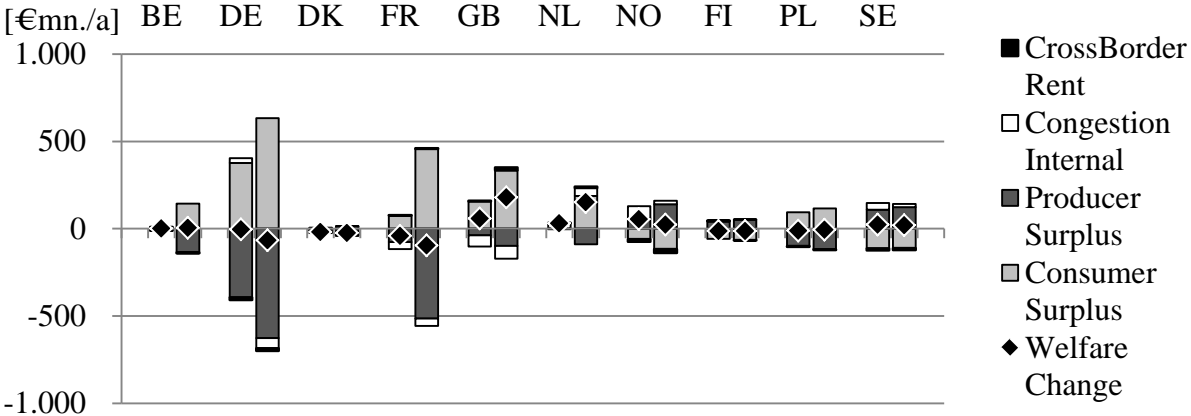 [€mn./a] BE DE DK FR GB NL NO FI PL SE
1.000
500
0
-500
-1.000
CrossBorder
Rent
Congestion
Internal
Producer
Surplus
Consumer
Surplus
Welfare
Change